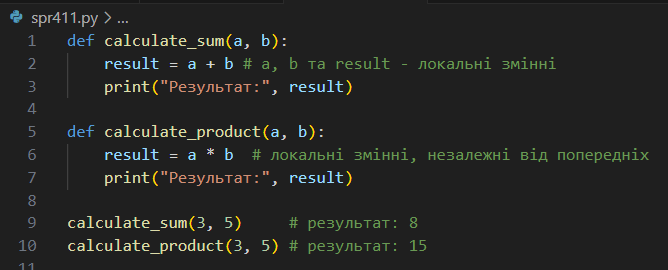 spr411.py > ...
1 def calculate_sum(a, b):
2     result = a + b # a, b та result - локальні змінні
3     print("Результат:", result)
4
5 def calculate_product(a, b):
6     result = a * b  # локальні змінні, незалежні від попередніх
7     print("Результат:", result)
8
9 calculate_sum(3, 5)     # результат: 8
10 calculate_product(3, 5) # результат: 15
11